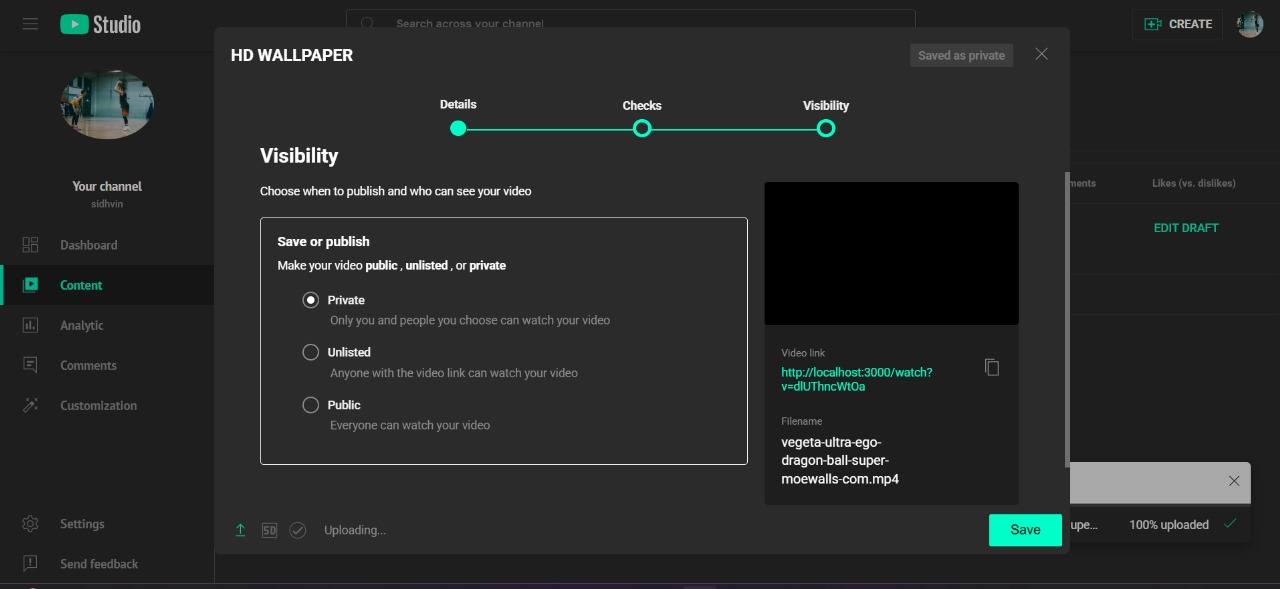 Studio
Search across your channel
CREATE
HD WALLPAPER
Saved as private
Details
Checks
Visibility
Visibility
Choose when to publish and who can see your video
Save or publish
Make your video public , unlisted , or private
Private
Only you and people you choose can watch your video
Unlisted
Anyone with the video link can watch your video
Public
Everyone can watch your video
Video link
http://localhost:3000/watch?
v=dlUThncWtOa
Filename
vegeta-ultra-ego-
dragon-ball-super-
moewalls-com.mp4
SD
Uploading...
Save
Your channel
sidhvin
Dashboard
Content
Analytic
Comments
Customization
Settings
Send feedback
Likes (vs. dislikes)
EDIT DRAFT
100% uploaded